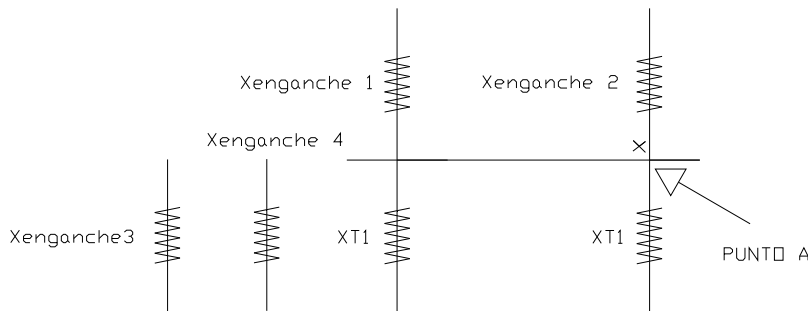 Xenganche 1
Xenganche 2
X
Xenganche 4
Xenganche3
XT1
XT1
PUNTO A